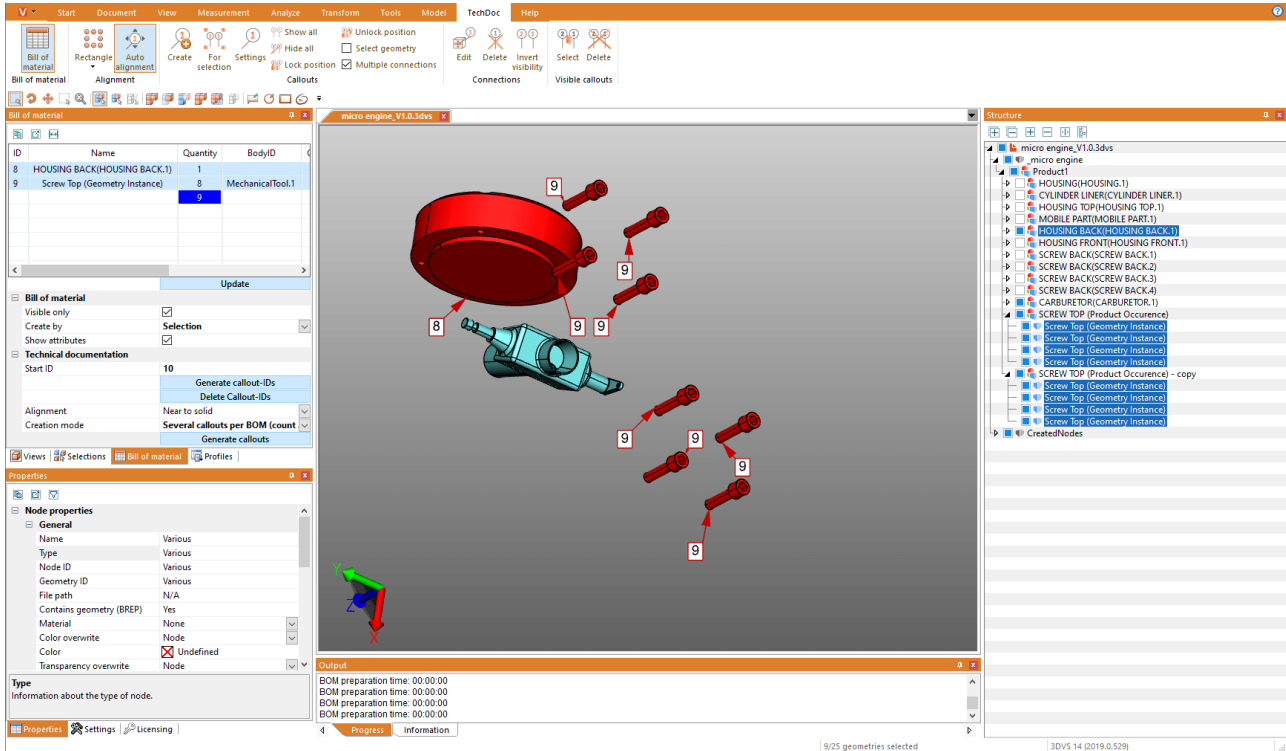 V Start Document View Measurement Analyze Transform Tools Model TechDoc Help
Bill of material
Rectangle
Auto alignment
Create
For selection
Settings
Show all
Hide all
Lock position
Unlock position
Select geometry
Multiple connections
Edit
Delete
Invert visibility
Select
Delete
Bill of material
Alignment
Callouts
Connections
Visible callouts
Bill of material
ID Name Quantity BodyID
8 HOUSING BACK(HOUSING BACK.1) 1
9 Screw Top (Geometry Instance) 8 MechanicalTool.1
9
Update
Bill of material
Visible only
Create by Selection
Show attributes
Technical documentation
Start ID 10
Generate callout-IDs
Delete Callout-IDs
Alignment Near to solid
Creation mode Several callouts per BOM (count
Generate callouts
Views Selections Bill of material Profiles
Properties
Node properties
General
Name Various
Type Various
Node ID Various
Geometry ID Various
File path N/A
Contains geometry (BREP) Yes
Material None
Color overwrite Node
Color Undefined
Transparency overwrite Node
Type
Information about the type of node.
Properties Settings Licensing
micro engine_V1.0.3dvs
9
9
9
8
9
9
9
9
9
9
Y
Z
X
Output
BOM preparation time: 00:00:00
BOM preparation time: 00:00:00
BOM preparation time: 00:00:00
BOM preparation time: 00:00:00
Progress Information
Structure
micro engine_V1.0.3dvs
_micro engine
Product1
HOUSING(HOUSING.1)
CYLINDER LINER(CYLINDER LINER.1)
HOUSING TOP(HOUSING TOP.1)
MOBILE PART(MOBILE PART.1)
HOUSING BACK(HOUSING BACK.1)
HOUSING FRONT(HOUSING FRONT.1)
SCREW BACK(SCREW BACK.1)
SCREW BACK(SCREW BACK.2)
SCREW BACK(SCREW BACK.3)
SCREW BACK(SCREW BACK.4)
CARBURETOR(CARBURETOR.1)
SCREW TOP (Product Occurence)
Screw Top (Geometry Instance)
Screw Top (Geometry Instance)
Screw Top (Geometry Instance)
Screw Top (Geometry Instance)
SCREW TOP (Product Occurence) - copy
Screw Top (Geometry Instance)
Screw Top (Geometry Instance)
Screw Top (Geometry Instance)
Screw Top (Geometry Instance)
CreatedNodes
9/25 geometries selected
3DVS 14 (2019.0.529)